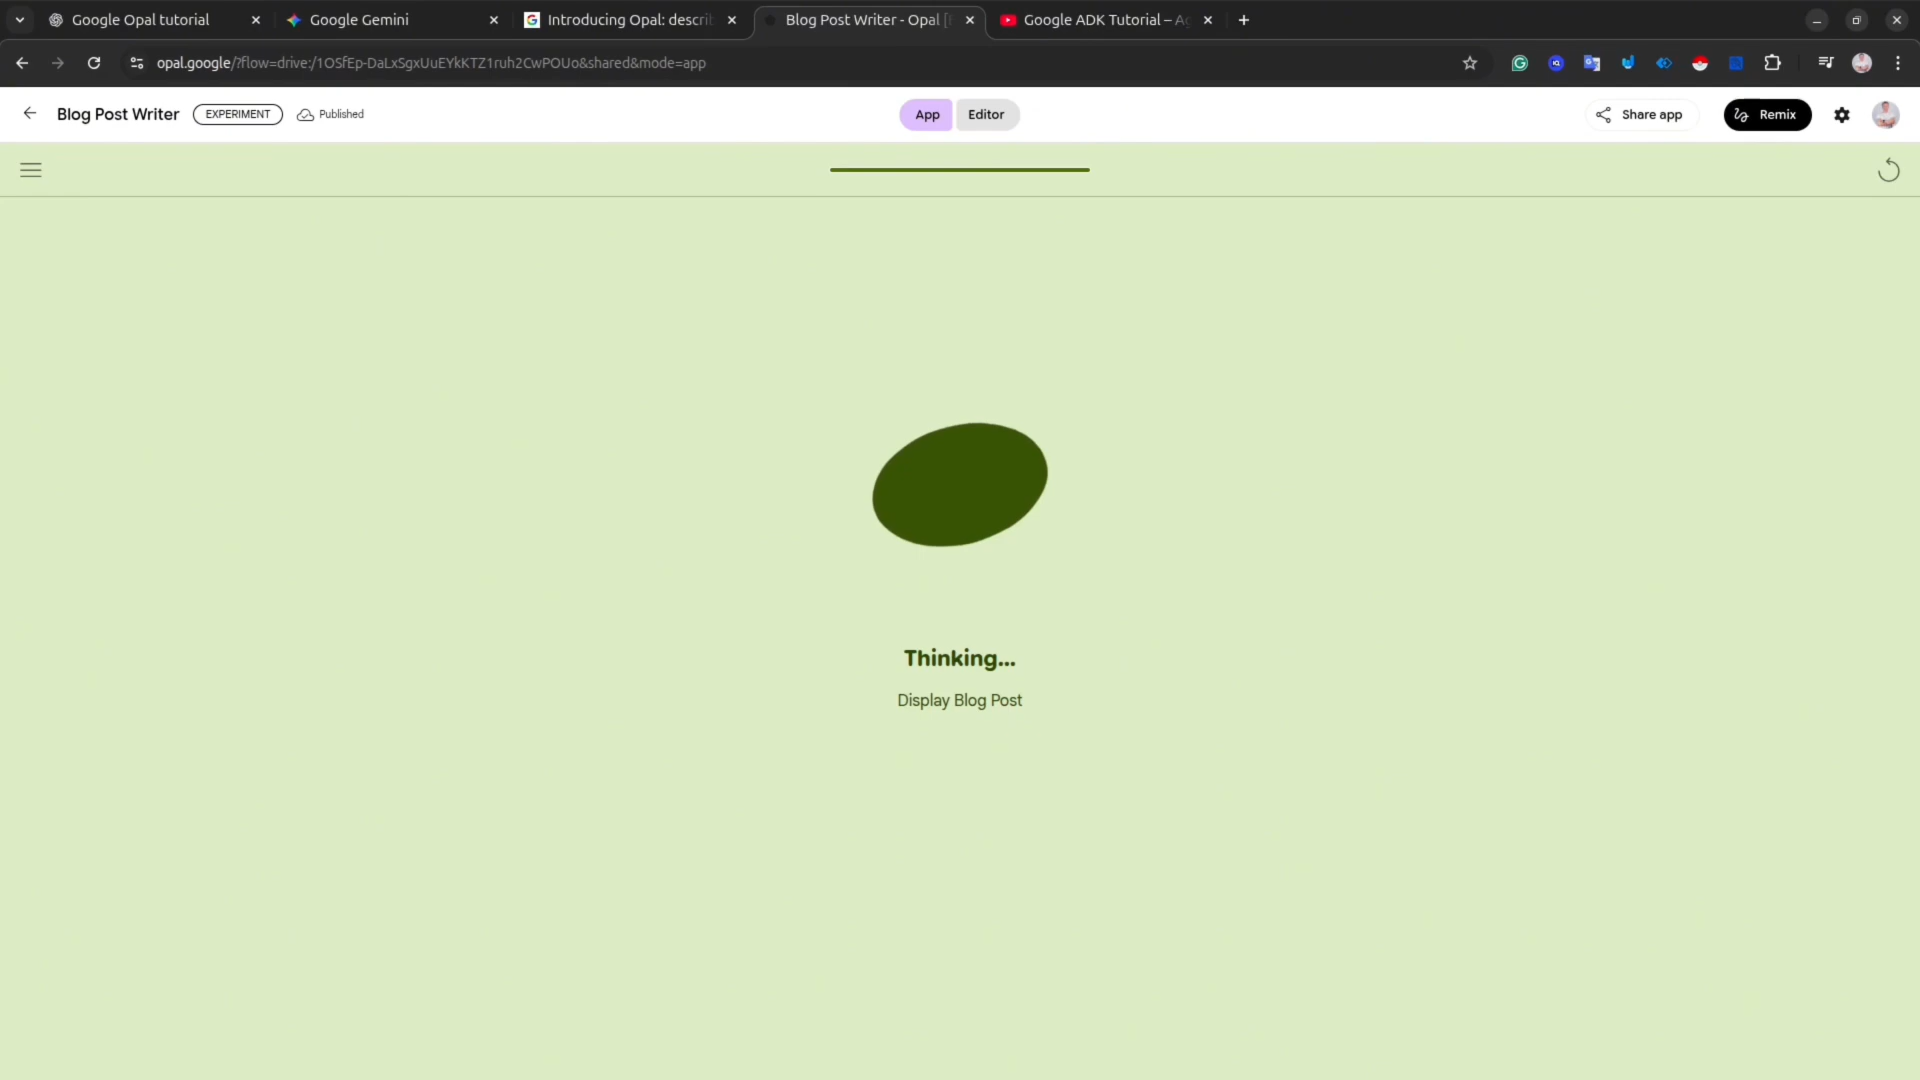 Google Opal tutorial
Google Gemini
Introducing Opal: descri
Blog Post Writer - Opal [
Google ADK Tutorial – Ag
opal.google/?flow=drive:/1OSfEp-DaLxSgxUuEYkKTZ1ruh2CwPOUo&shared&mode=app
Blog Post Writer
EXPERIMENT
Published
App
Editor
Share app
Remix
Thinking...
Display Blog Post